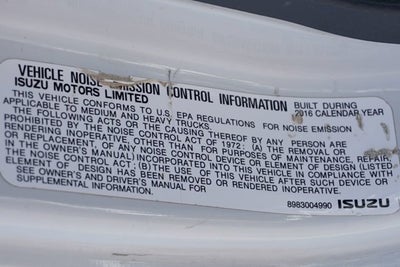 VEHICLE NOISE EMISSION CONTROL INFORMATION BUILT DURING
ISUZU MOTORS LIMITED 2016 CALENDAR YEAR
THIS VEHICLE CONFORMS TO U.S. EPA REGULATIONS FOR NOISE EMISSION
APPLICABLE TO MEDIUM AND HEAVY TRUCKS.
THE FOLLOWING ACTS OR THE CAUSING THEREOF BY ANY PERSON ARE
PROHIBITED BY THE NOISE CONTROL ACT OF 1972: (A) THE REMOVAL OR
RENDERING INOPERATIVE, OTHER THAN FOR PURPOSES OF MAINTENANCE, REPAIR,
OR REPLACEMENT, OF ANY NOISE CONTROL DEVICE OR ELEMENT OF DESIGN (LISTED
IN THE OWNER'S MANUAL) INCORPORATED INTO THIS VEHICLE IN COMPLIANCE WITH
THE NOISE CONTROL ACT; (B) THE USE OF THIS VEHICLE AFTER SUCH DEVICE OR
ELEMENT OF DESIGN HAS BEEN REMOVED OR RENDERED INOPERATIVE.
SEE OWNER'S AND DRIVER'S MANUAL FOR
SUPPLEMENTAL INFORMATION.
8983004990 ISUZU